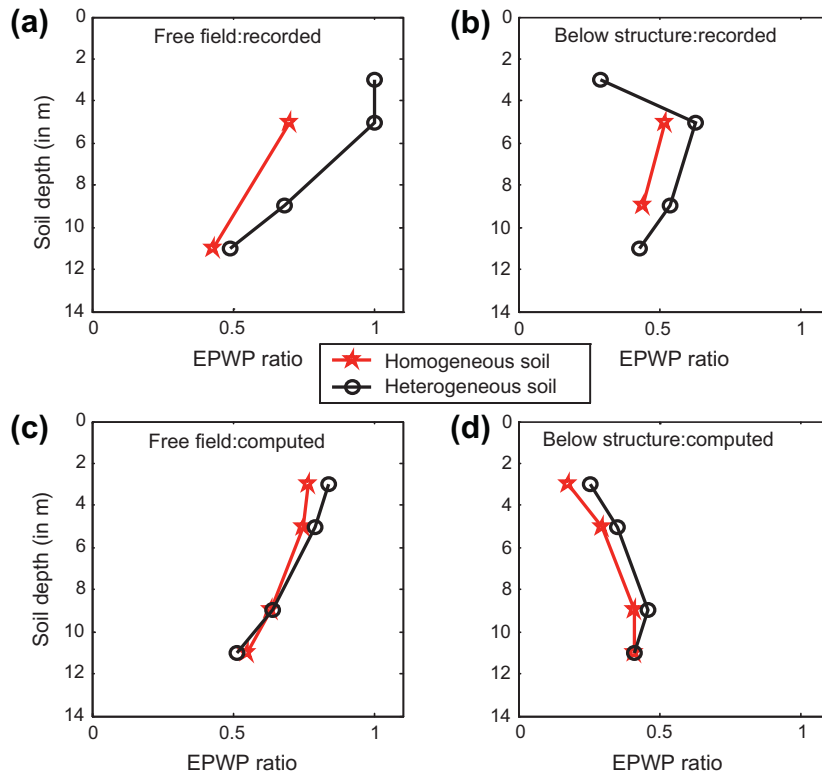 (a)
Free field:recorded
0
2
4
6
8
10
12
14
Soil depth (in m)
0
0.5
1
EPWP ratio
(b)
Below structure:recorded
0
2
4
6
8
10
12
14
0
0.5
1
EPWP ratio
Homogeneous soil
Heterogeneous soil
(c)
Free field:computed
0
2
4
6
8
10
12
14
Soil depth (in m)
0
0.5
1
EPWP ratio
(d)
Below structure:computed
0
2
4
6
8
10
12
14
0
0.5
1
EPWP ratio